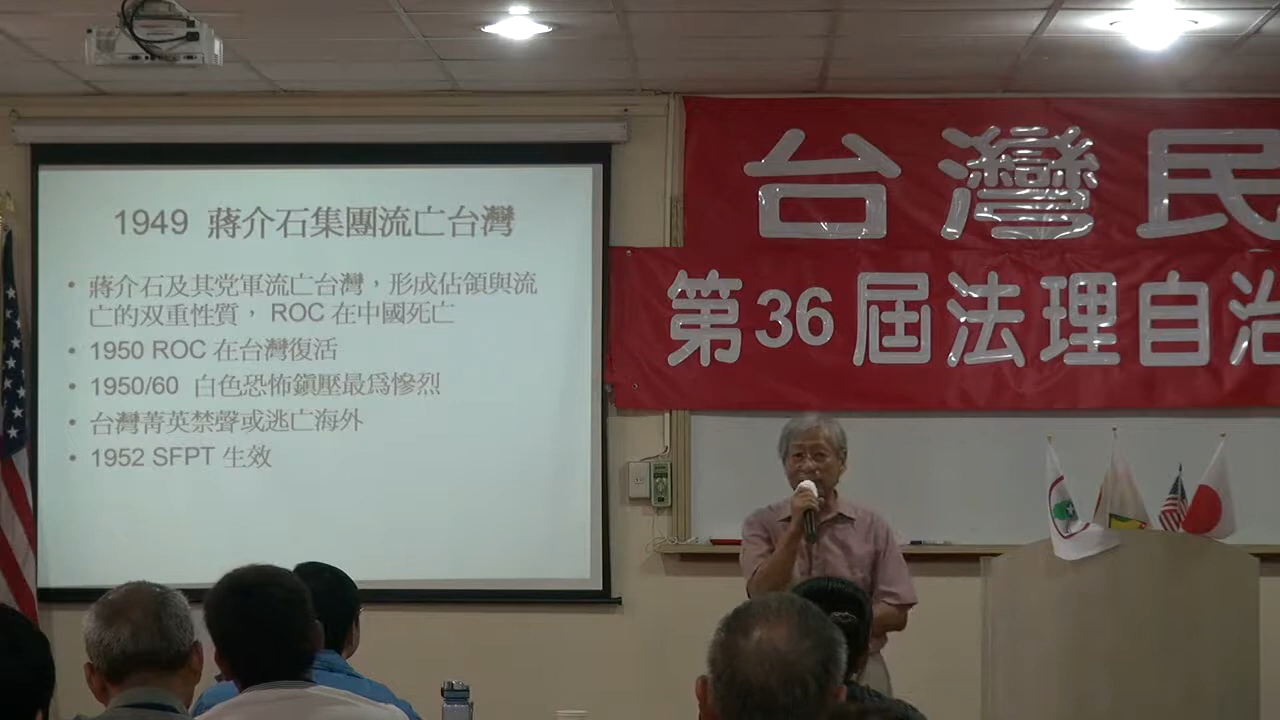 1949 蔣介石集團流亡台灣
• 蔣介石及其党軍流亡台灣，形成佔領與流
亡的双重性質， ROC 在中國死亡
• 1950 ROC 在台灣復活
• 1950/60 白色恐怖鎮壓最爲慘烈
• 台灣菁英禁聲或逃亡海外
• 1952 SFPT 生效
台灣民
第36屆法理自治